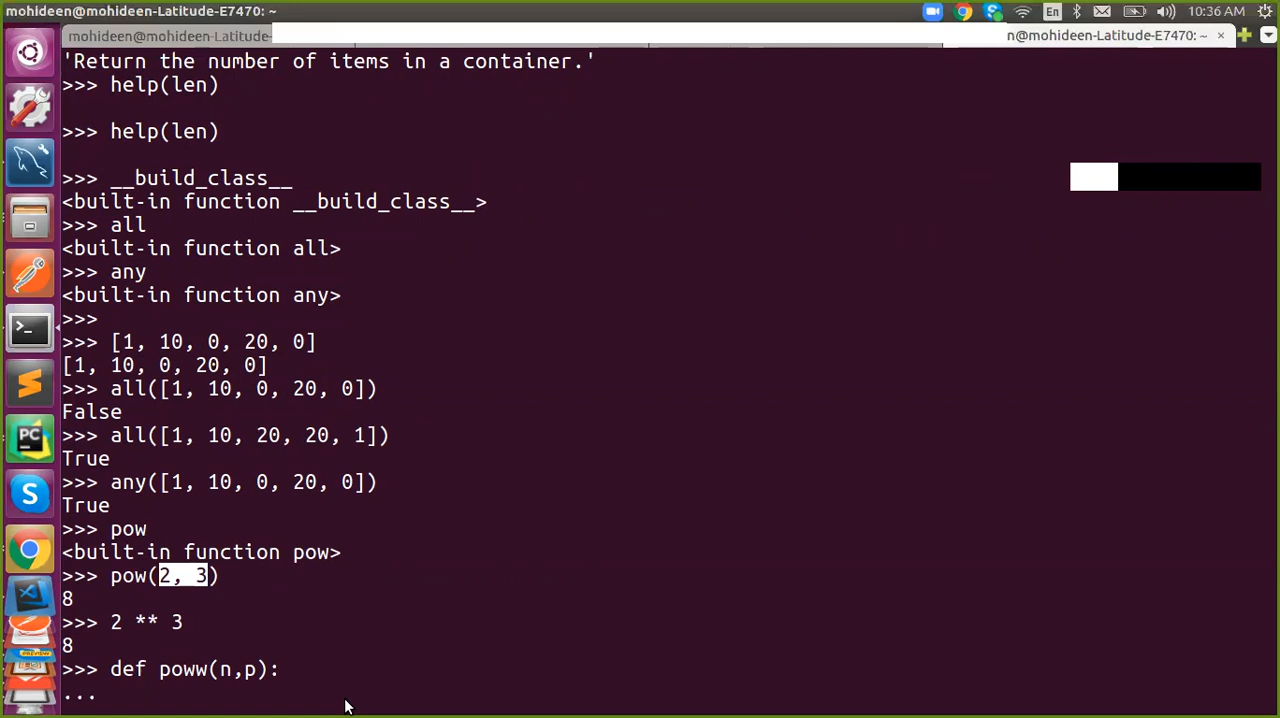 mohideen@mohideen-Latitude-E7470: ~
En
10:36 AM
mohideen@mohideen-Latitude-
n@mohideen-Latitude-E7470: ~ ×
'Return the number of items in a container.'
>>> help(len)
>>> help(len)
>>> __build_class__
<built-in function __build_class__>
>>> all
<built-in function all>
>>> any
<built-in function any>
>>>
>>> [1, 10, 0, 20, 0]
[1, 10, 0, 20, 0]
>>> all([1, 10, 0, 20, 0])
False
>>> all([1, 10, 20, 20, 1])
True
>>> any([1, 10, 0, 20, 0])
True
>>> pow
<built-in function pow>
>>> pow(2, 3)
8
>>> 2 ** 3
8
>>> def poww(n,p):
...
>_
PC
S